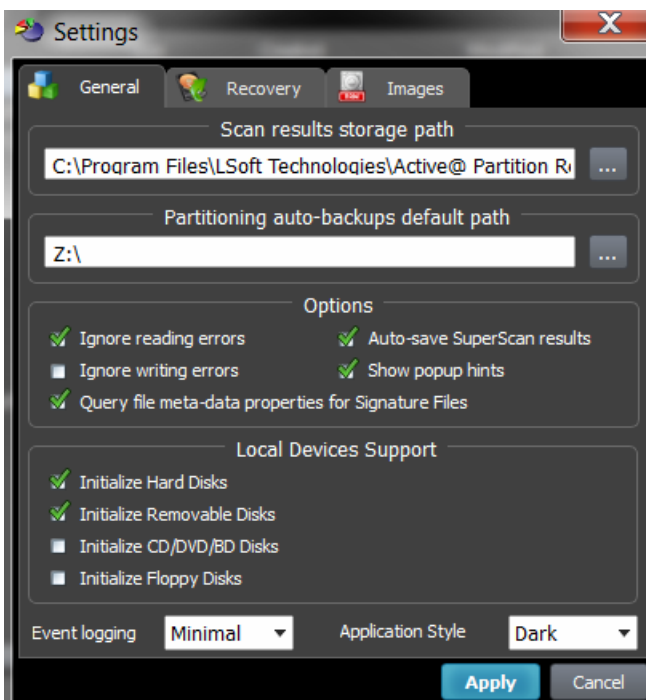 Settings
General Recovery Images
Scan results storage path
C:\Program Files\LSoft Technologies\Active@ Partition Re
...
Partitioning auto-backups default path
Z:\
...
Options
Ignore reading errors Auto-save SuperScan results
Ignore writing errors Show popup hints
Query file meta-data properties for Signature Files
Local Devices Support
Initialize Hard Disks
Initialize Removable Disks
Initialize CD/DVD/BD Disks
Initialize Floppy Disks
Event logging Minimal Application Style Dark
Apply Cancel